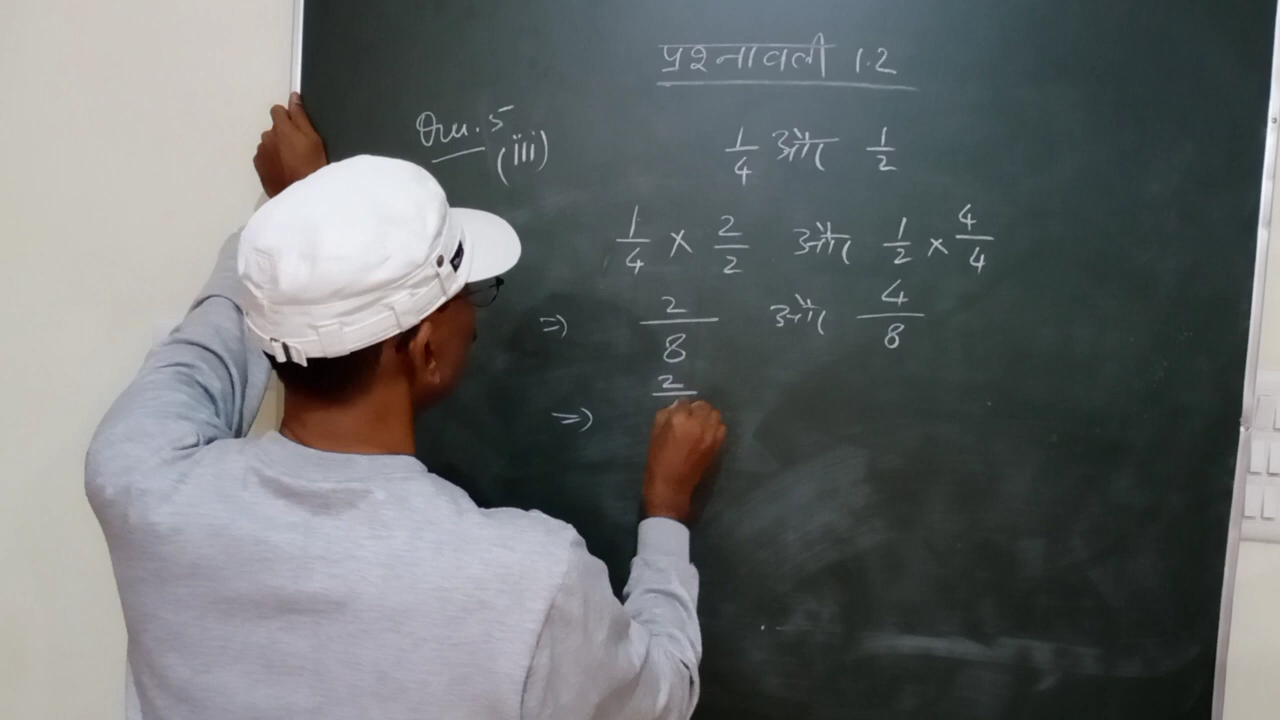 प्रश्नावली 1.2
Qu. 5
(iii)
1/4 और 1/2
1/4 × 2/2 और 1/2 × 4/4
⇒ 2/8 और 4/8
⇒ 2/